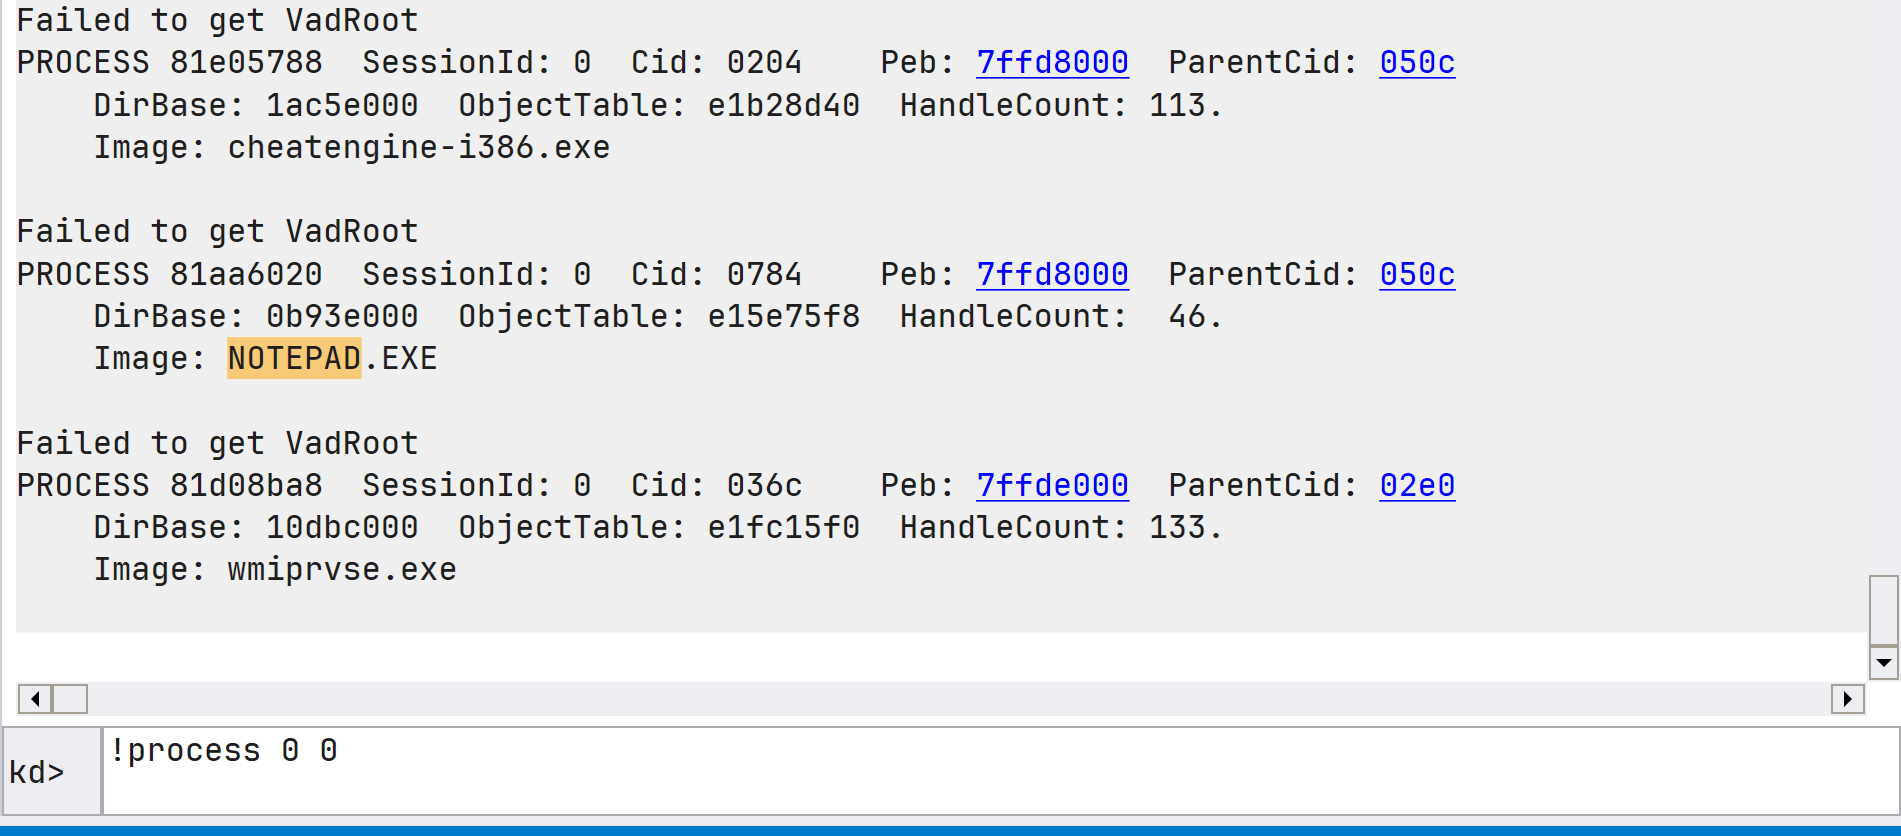 Failed to get VadRoot
PROCESS 81e05788  SessionId: 0  Cid: 0204    Peb: 7ffd8000  ParentCid: 050c
    DirBase: 1ac5e000  ObjectTable: e1b28d40  HandleCount: 113.
    Image: cheatengine-i386.exe

Failed to get VadRoot
PROCESS 81aa6020  SessionId: 0  Cid: 0784    Peb: 7ffd8000  ParentCid: 050c
    DirBase: 0b93e000  ObjectTable: e15e75f8  HandleCount:  46.
    Image: NOTEPAD.EXE

Failed to get VadRoot
PROCESS 81d08ba8  SessionId: 0  Cid: 036c    Peb: 7ffde000  ParentCid: 02e0
    DirBase: 10dbc000  ObjectTable: e1fc15f0  HandleCount: 133.
    Image: wmiprvse.exe

kd> !process 0 0